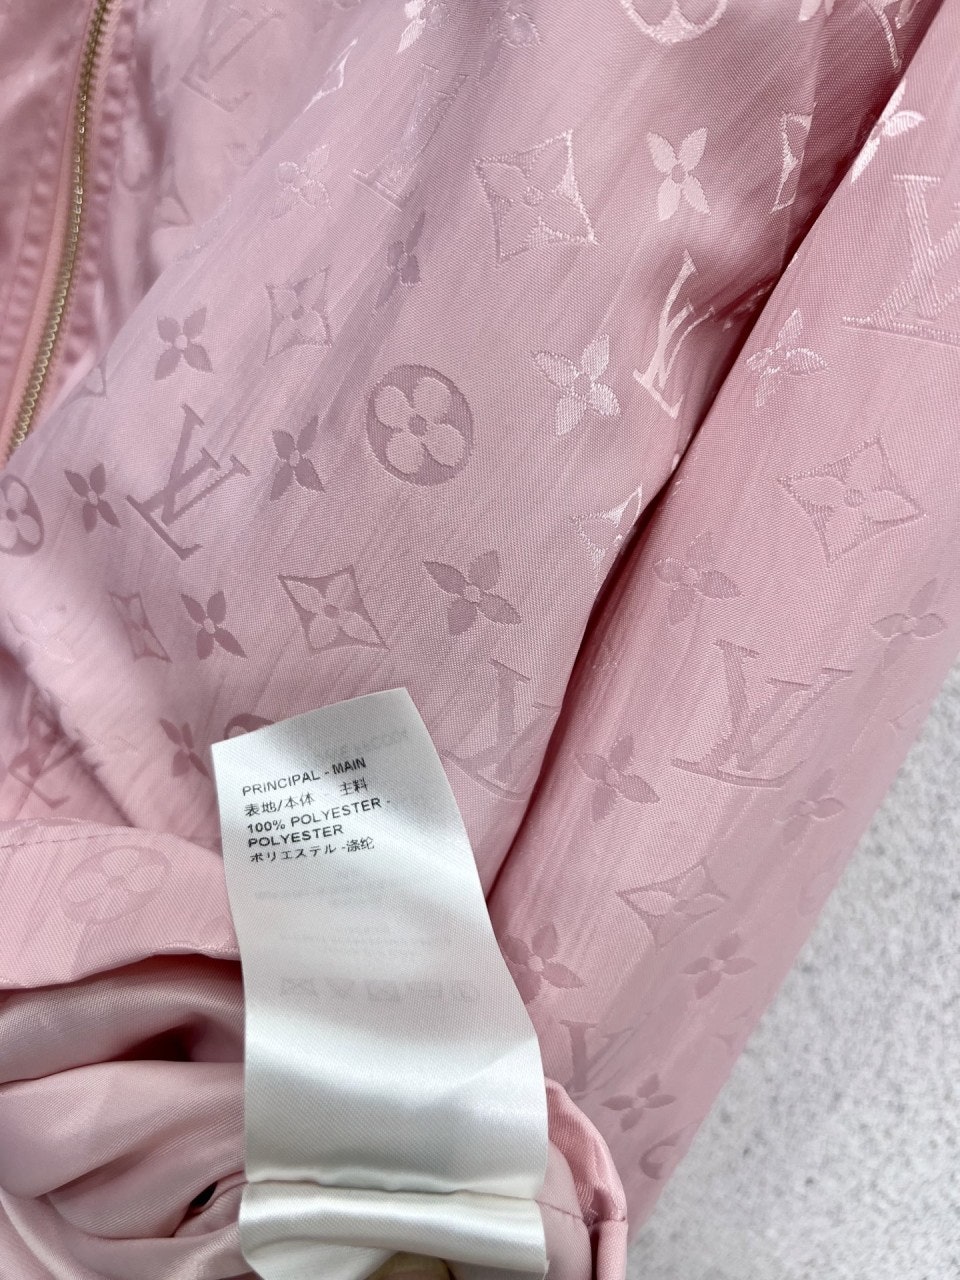 PRINCIPAL - MAIN
表地/本体 主料
100% POLYESTER -
POLYESTER
ポリエステル -涤纶